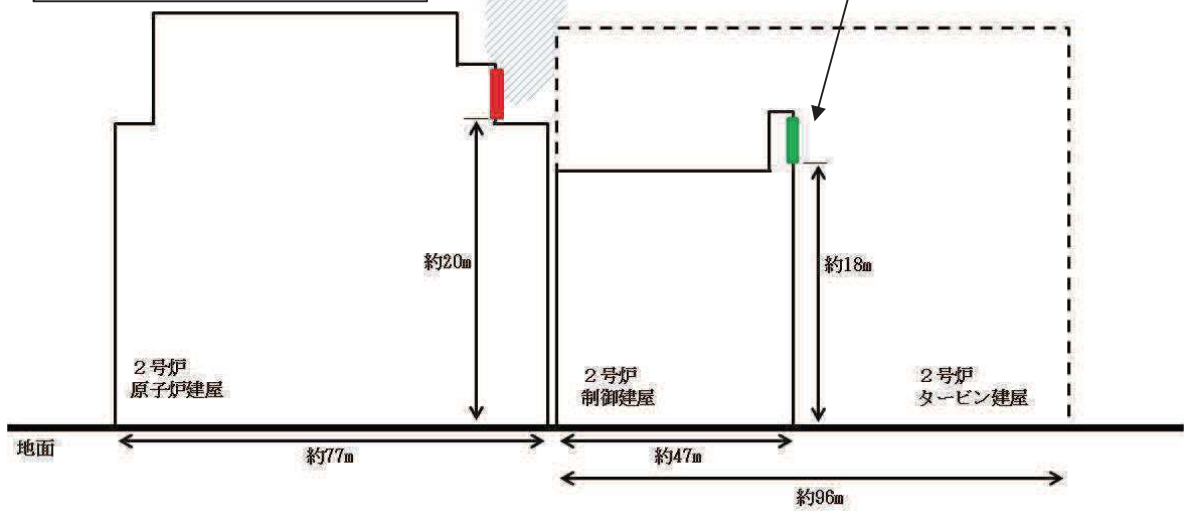 約20m
約18m
2号炉
原子炉建屋
2号炉
制御建屋
2号炉
タービン建屋
地面
約77m
約47m
約96m